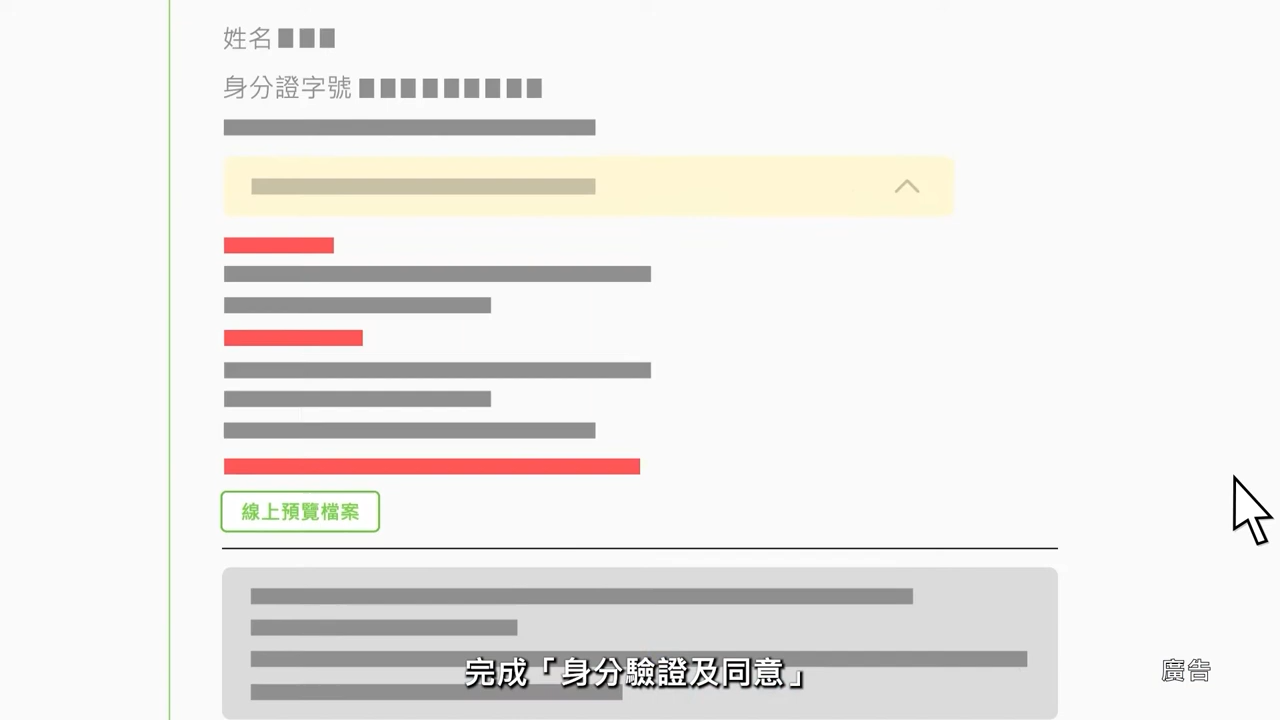 姓名
身分證字號
線上預覽檔案
完成「身分驗證及同意」
廣告